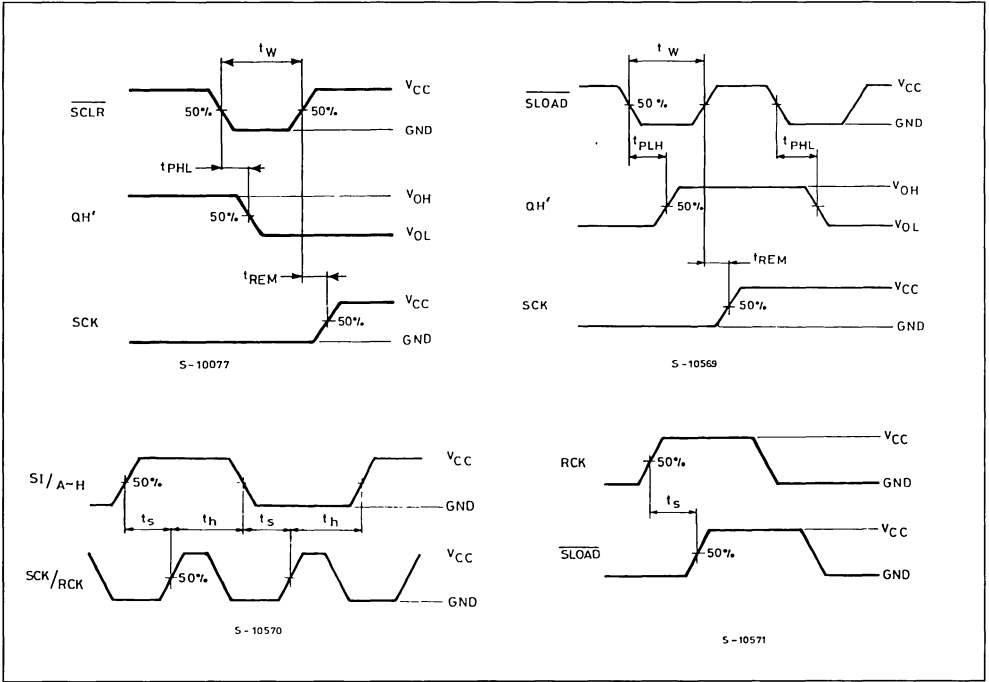 tW
SCLR
50%
50%
VCC
GND
tPHL
QH'
50%
VOH
VOL
tREM
SCK
50%
VCC
GND
S-10077
tW
SLOAD
50%
VCC
GND
tPLH
tPHL
QH'
50%
VOH
VOL
tREM
SCK
50%
VCC
GND
S-10569
SI/A~H
50%
VCC
GND
ts
th
ts
th
SCK/RCK
50%
VCC
GND
S-10570
RCK
50%
VCC
GND
ts
SLOAD
50%
VCC
GND
S-10571